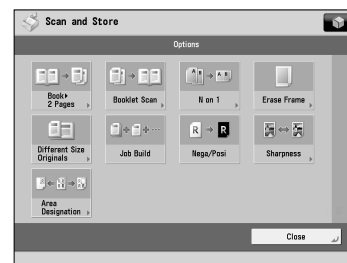 Scan and Store
Options
Book▸
2 Pages
Booklet Scan
N on 1
Erase Frame
Different Size
Originals
Job Build
Nega/Posi
Sharpness
Area
Designation
Close